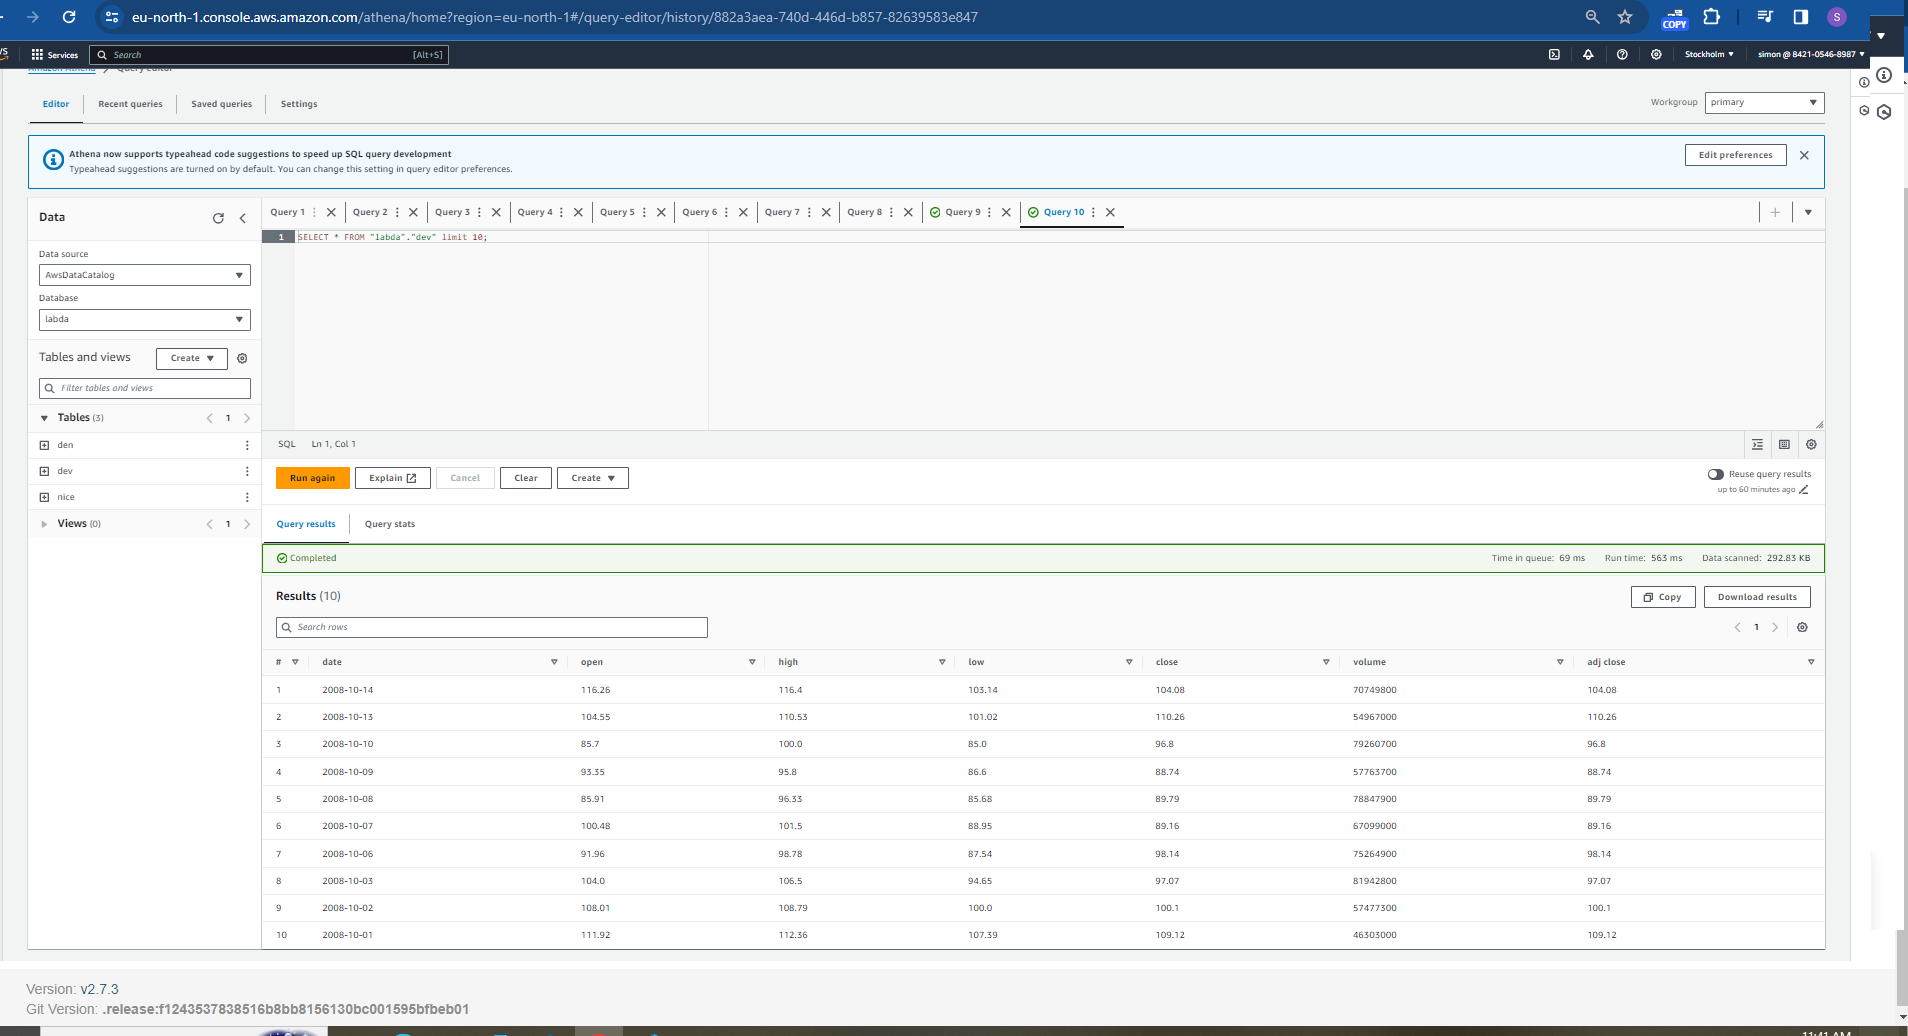 eu-north-1.console.aws.amazon.com/athena/home?region=eu-north-1#/query-editor/history/882a3aea-740d-446d-b857-82639583e847
COPY
S
Services
Search
[Alt+S]
Stockholm
simon @ 8421-0546-8987
Amazon Athena
Query editor
Editor
Recent queries
Saved queries
Settings
Workgroup
primary
Athena now supports typeahead code suggestions to speed up SQL query development
Typeahead suggestions are turned on by default. You can change this setting in query editor preferences.
Edit preferences
Data
Data source
AwsDataCatalog
Database
labda
Tables and views
Create
Filter tables and views
Tables (3)
1
den
dev
nice
Views (0)
1
Query 1
Query 2
Query 3
Query 4
Query 5
Query 6
Query 7
Query 8
Query 9
Query 10
1 SELECT * FROM "labda"."dev" limit 10;
SQL
Ln 1, Col 1
Run again
Explain
Cancel
Clear
Create
Reuse query results
up to 60 minutes ago
Query results
Query stats
Completed
Time in queue: 69 ms
Run time: 563 ms
Data scanned: 292.83 KB
Results (10)
Copy
Download results
Search rows
1
# date open high low close volume adj close
1 2008-10-14 116.26 116.4 103.14 104.08 70749800 104.08
2 2008-10-13 104.55 110.53 101.02 110.26 54967000 110.26
3 2008-10-10 85.7 100.0 85.0 96.8 79260700 96.8
4 2008-10-09 93.35 95.8 86.6 88.74 57763700 88.74
5 2008-10-08 85.91 96.33 85.68 89.79 78847900 89.79
6 2008-10-07 100.48 101.5 88.95 89.16 67099000 89.16
7 2008-10-06 91.96 98.78 87.54 98.14 75264900 98.14
8 2008-10-03 104.0 106.5 94.65 97.07 81942800 97.07
9 2008-10-02 108.01 108.79 100.0 100.1 57477300 100.1
10 2008-10-01 111.92 112.36 107.39 109.12 46303000 109.12
Version: v2.7.3
Git Version: .release:f1243537838516b8bb8156130bc001595bfbeb01
11:41 AM